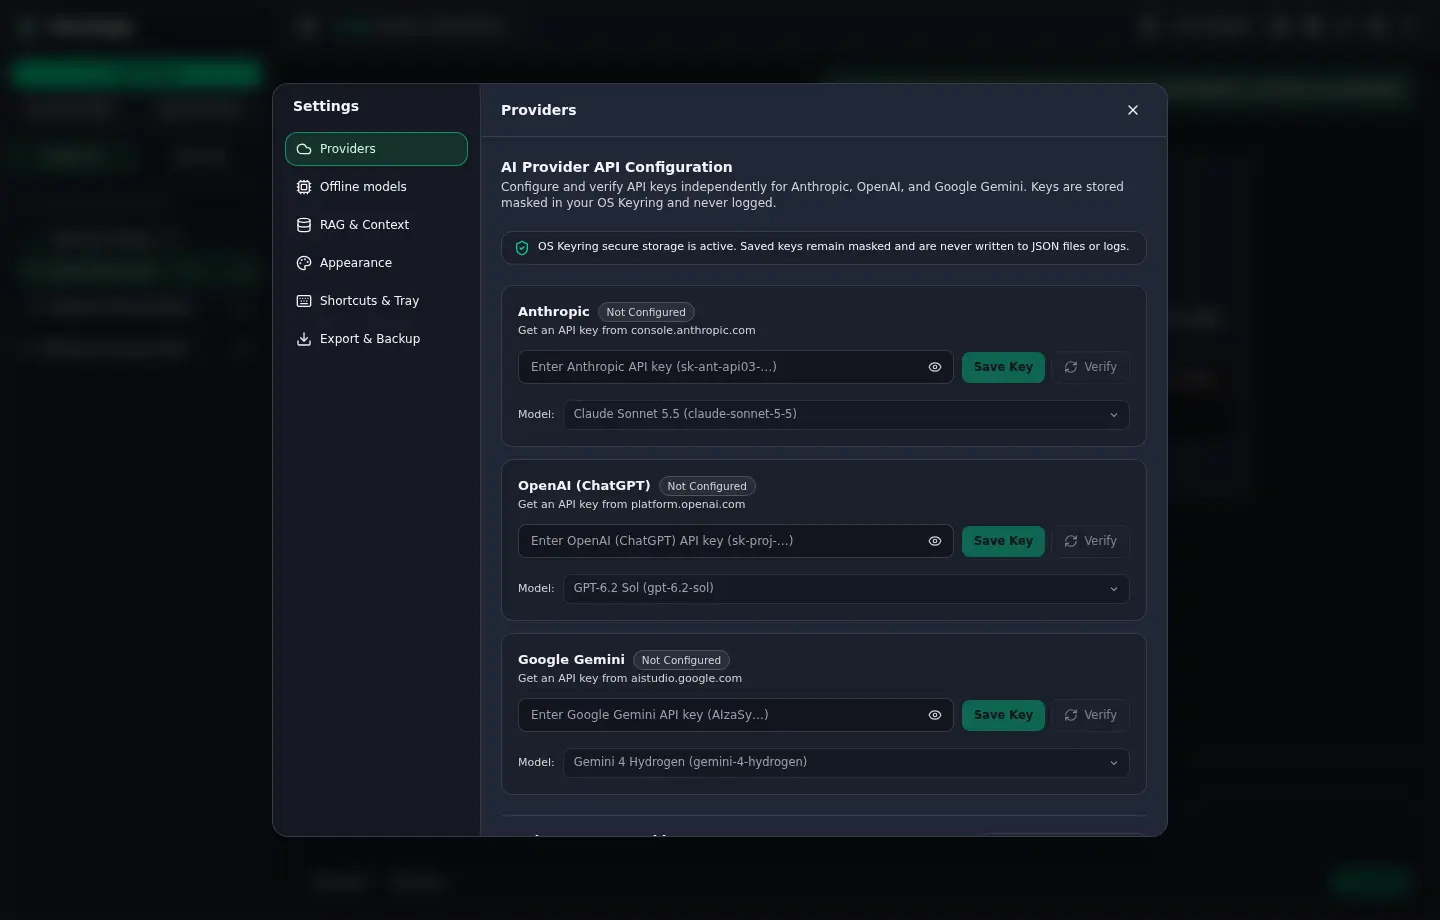 Settings
Providers
Offline models
RAG & Context
Appearance
Shortcuts & Tray
Export & Backup
Providers
AI Provider API Configuration
Configure and verify API keys independently for Anthropic, OpenAI, and Google Gemini. Keys are stored
masked in your OS Keyring and never logged.
OS Keyring secure storage is active. Saved keys remain masked and are never written to JSON files or logs.
Anthropic Not Configured
Get an API key from console.anthropic.com
Enter Anthropic API key (sk-ant-api03-...) Save Key Verify
Model: Claude Sonnet 5.5 (claude-sonnet-5-5)
OpenAI (ChatGPT) Not Configured
Get an API key from platform.openai.com
Enter OpenAI (ChatGPT) API key (sk-proj-...) Save Key Verify
Model: GPT-6.2 Sol (gpt-6.2-sol)
Google Gemini Not Configured
Get an API key from aistudio.google.com
Enter Google Gemini API key (AIzaSy...) Save Key Verify
Model: Gemini 4 Hydrogen (gemini-4-hydrogen)